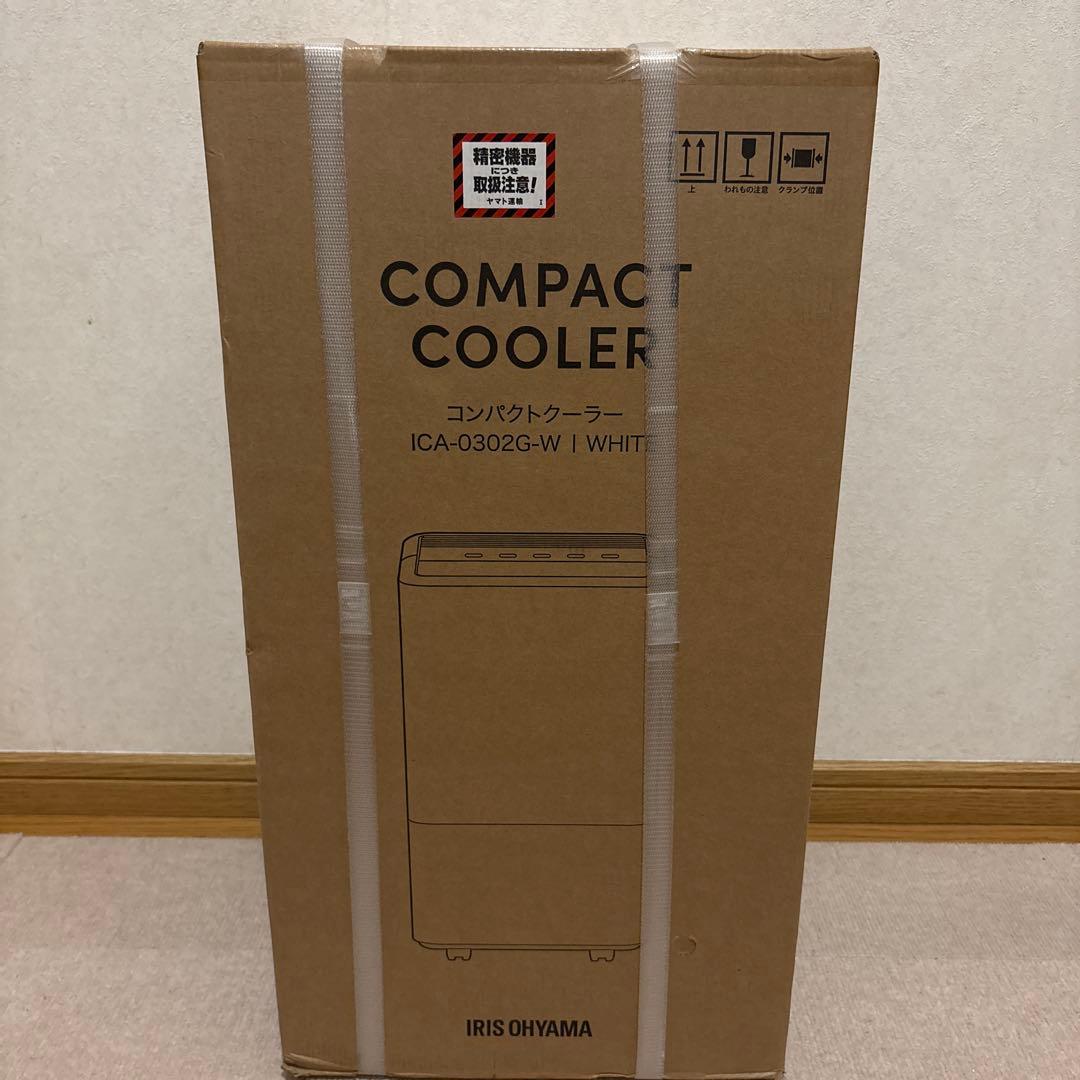 精密機器
につき
取扱注意!
ヤマト運輸 I
上 われもの注意 クランプ位置
COMPACT
COOLER
コンパクトクーラー
ICA-0302G-W | WHITE
IRIS OHYAMA